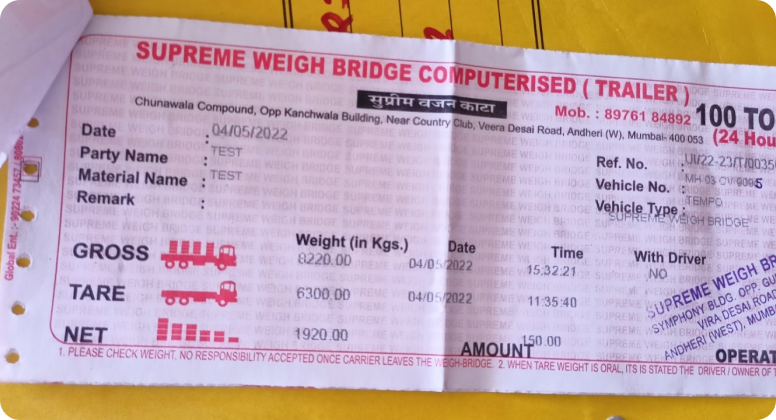 SUPREME WEIGH BRIDGE COMPUTERISED ( TRAILER )
सुप्रीम वजन काटा
Mob. : 89761 84892
100 TO
(24 Hou
Chunawala Compound, Opp Kanchwala Building, Near Country Club, Veera Desai Road, Andheri (W), Mumbai- 400 053
Date : 04/05/2022
Party Name : TEST
Material Name : TEST
Remark :
Ref. No. : UI/22-23/T/0035
Vehicle No. : MH 03 CV 9095
Vehicle Type : TEMPO
SUPREME WEIGH BRIDGE
Weight (in Kgs.) Date Time With Driver
GROSS 8220.00 04/05/2022 15:32:21 NO
TARE 6300.00 04/05/2022 11:35:40
NET 1920.00
AMOUNT 150.00
SUPREME WEIGH BR
SYMPHONY BLDG. OPP. GU
VIRA DESAI ROA
ANDHERI (WEST), MUMB
OPERAT
1. PLEASE CHECK WEIGHT. NO RESPONSIBILITY ACCEPTED ONCE CARRIER LEAVES THE WEIGH-BRIDGE. 2. WHEN TARE WEIGHT IS ORAL, ITS IS STATED THE DRIVER / OWNER OF T
Global Ent. :- 90224 73457